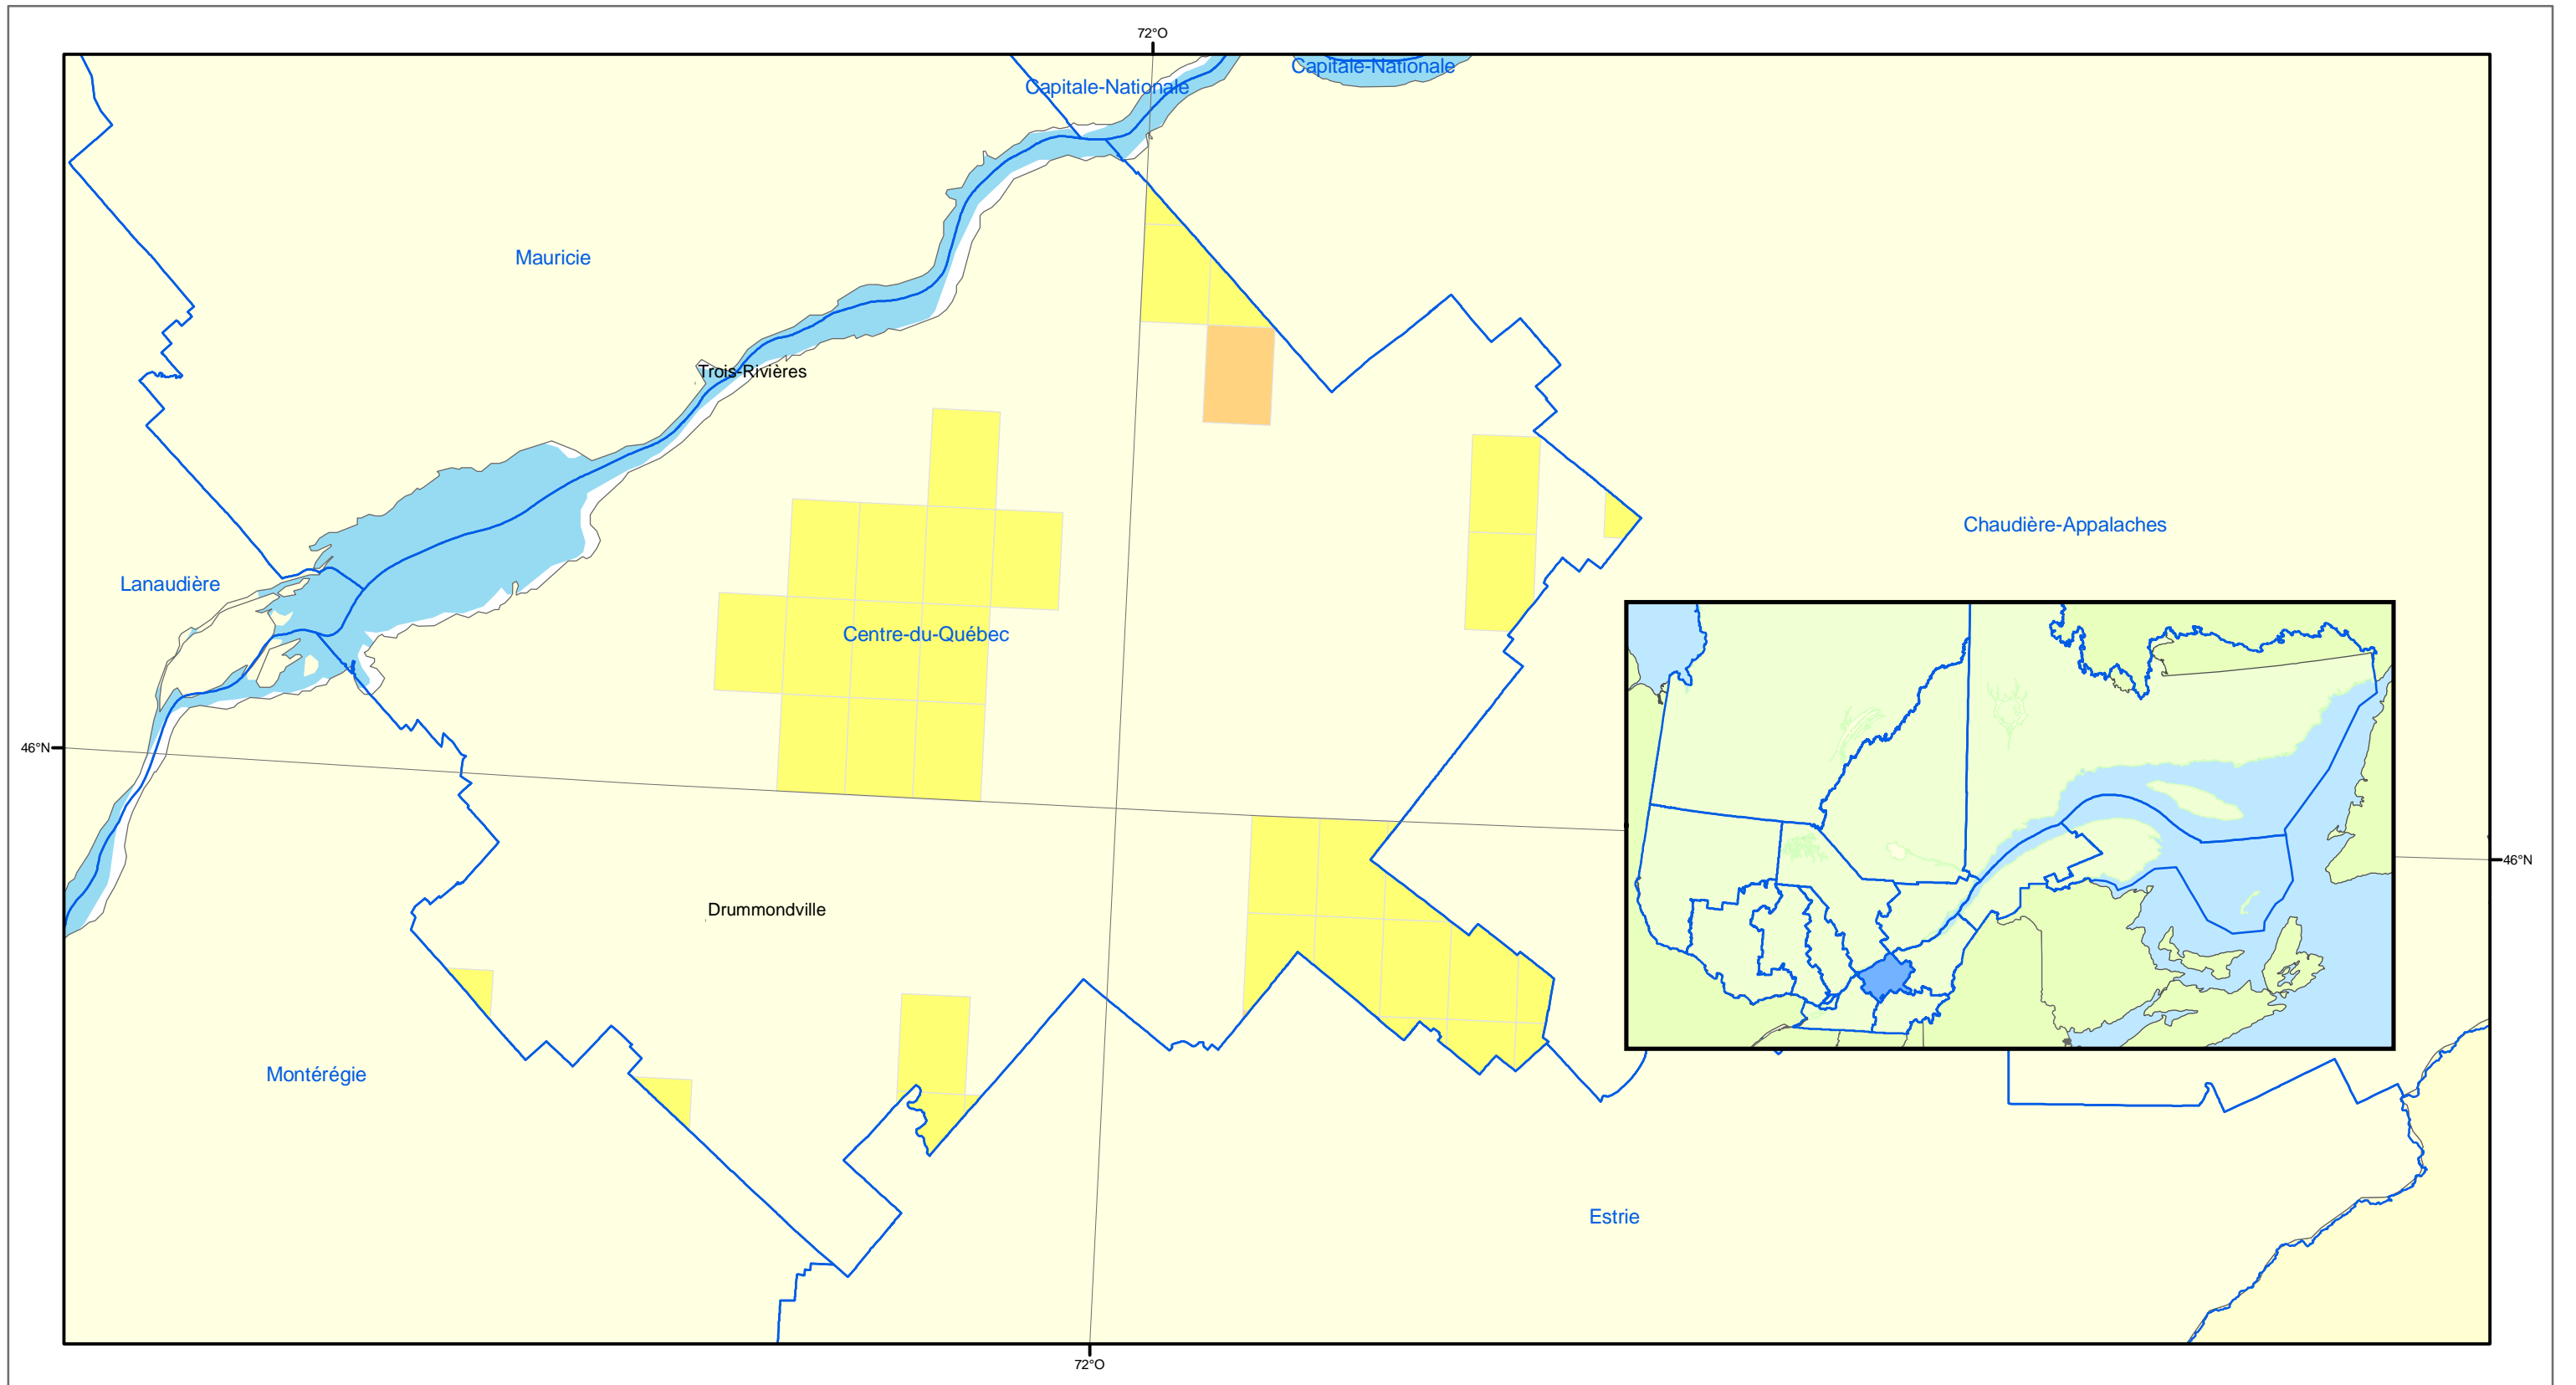 72°O
Capitale-Nationale
Capitale-Nationale
Mauricie
Trois-Rivières
Chaudière-Appalaches
Lanaudière
Centre-du-Québec
46°N
46°N
Drummondville
Montérégie
Estrie
72°O